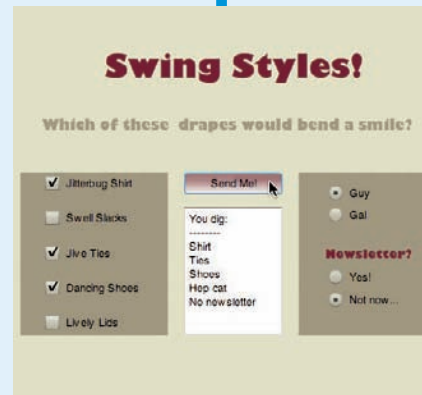 Swing Styles!
Which of these drapes would bend a smile?
Jitterbug Shirt
Swell Slacks
Jive Ties
Dancing Shoes
Lively Lids
Send Me!
You dig:
--------
Shirt
Ties
Shoes
Hep cat
No newsletter
Guy
Gal
Newsletter?
Yes!
Not now...